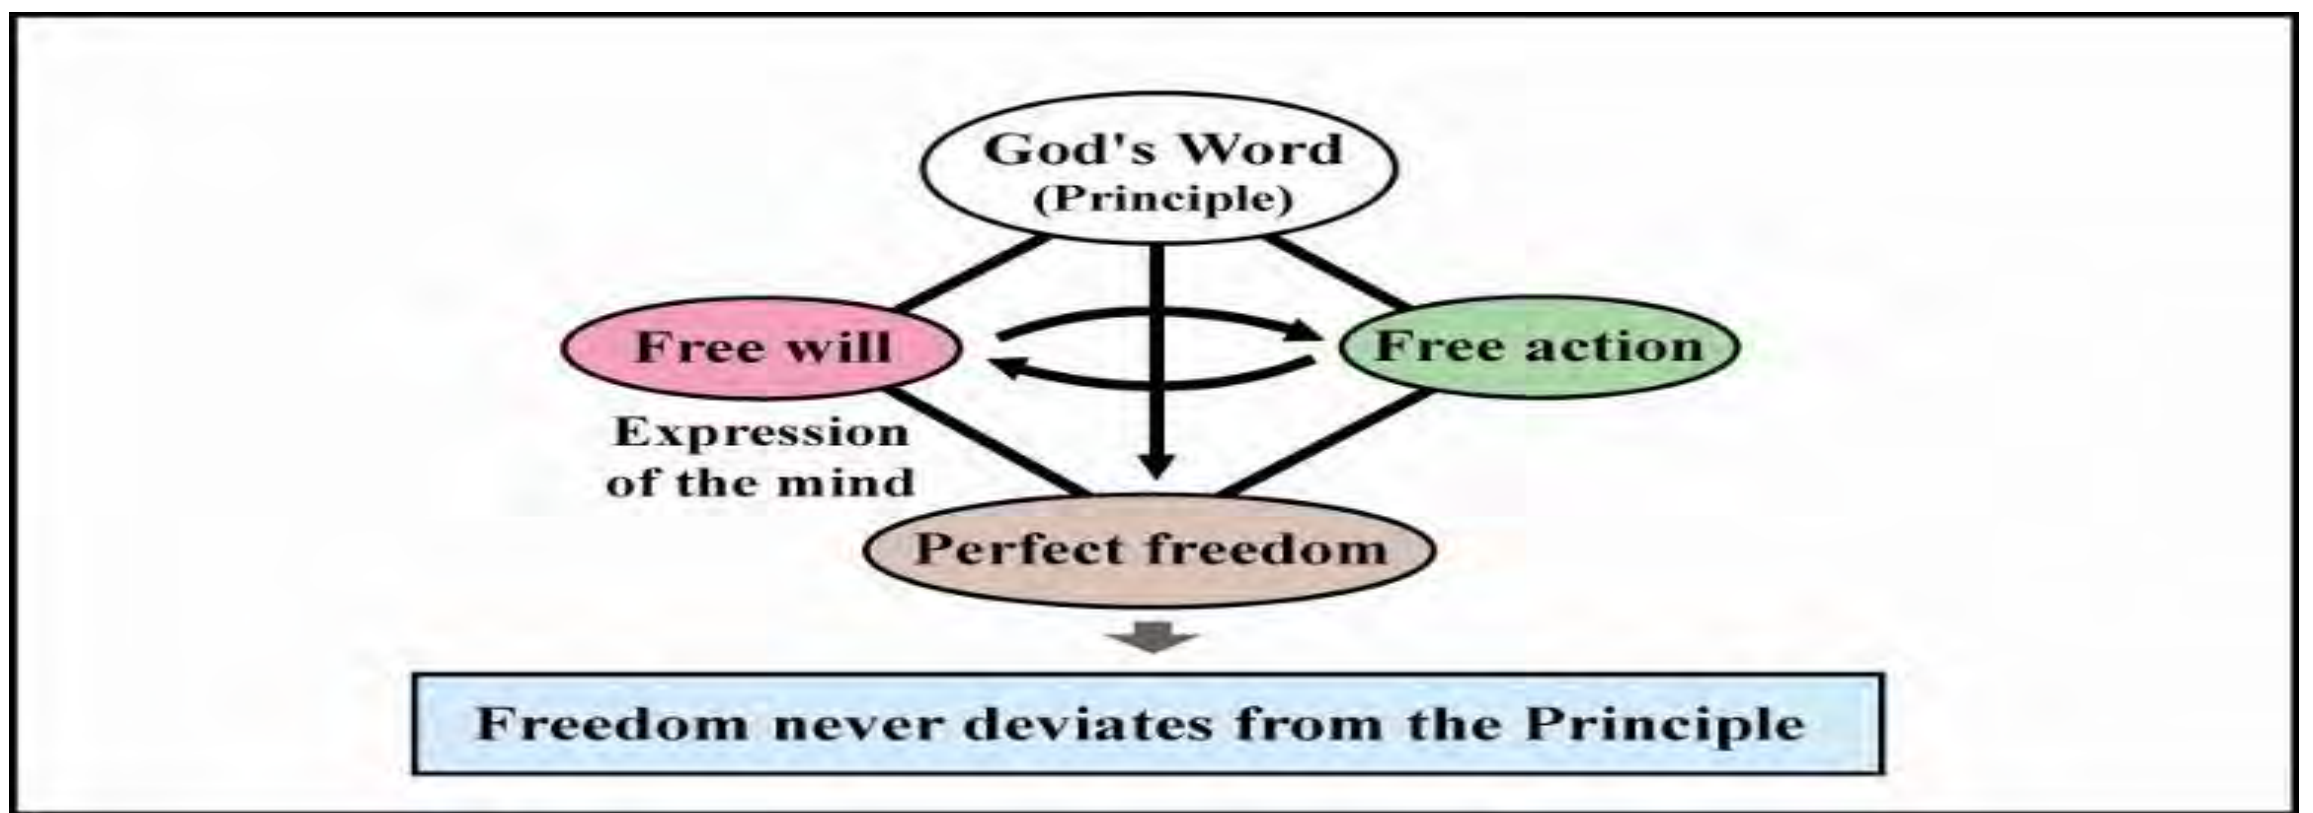 God's Word
(Principle)
Free will
Free action
Expression
of the mind
Perfect freedom
Freedom never deviates from the Principle